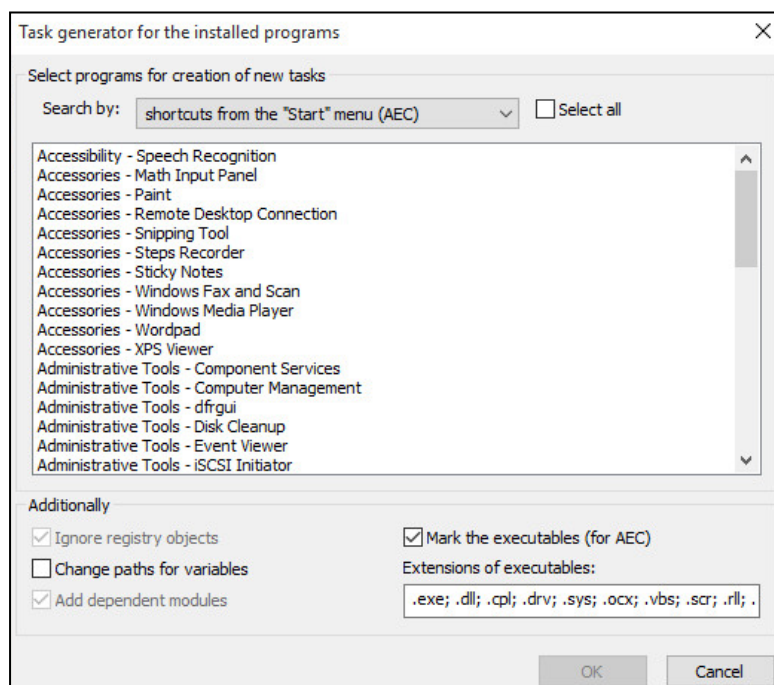 Task generator for the installed programs
Select programs for creation of new tasks
Search by: shortcuts from the "Start" menu (AEC) Select all
Accessibility - Speech Recognition
Accessories - Math Input Panel
Accessories - Paint
Accessories - Remote Desktop Connection
Accessories - Snipping Tool
Accessories - Steps Recorder
Accessories - Sticky Notes
Accessories - Windows Fax and Scan
Accessories - Windows Media Player
Accessories - Wordpad
Accessories - XPS Viewer
Administrative Tools - Component Services
Administrative Tools - Computer Management
Administrative Tools - dfrgui
Administrative Tools - Disk Cleanup
Administrative Tools - Event Viewer
Administrative Tools - iSCSI Initiator
Additionally
Ignore registry objects Mark the executables (for AEC)
Change paths for variables Extensions of executables:
Add dependent modules .exe; .dll; .cpl; .drv; .sys; .ocx; .vbs; .scr; .rll; .
OK Cancel